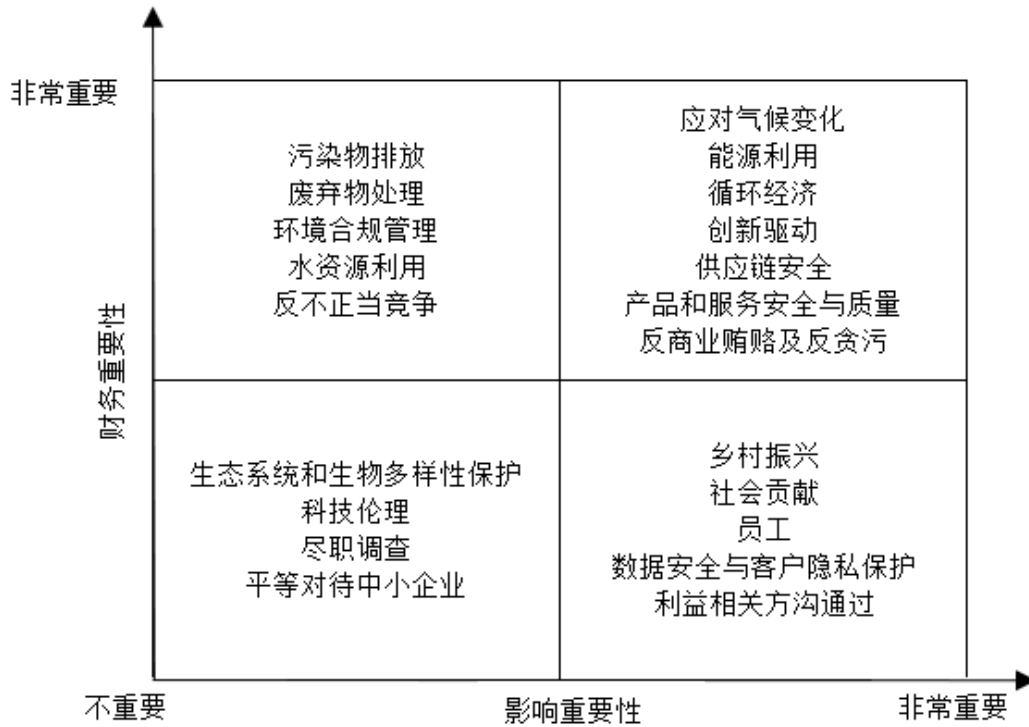 非常重要
污染物排放
废弃物处理
环境合规管理
水资源利用
反不正当竞争
应对气候变化
能源利用
循环经济
创新驱动
供应链安全
产品和服务安全与质量
反商业贿赂及反贪污
财务重要性
生态系统和生物多样性保护
科技伦理
尽职调查
平等对待中小企业
乡村振兴
社会贡献
员工
数据安全与客户隐私保护
利益相关方沟通过
不重要
影响重要性
非常重要